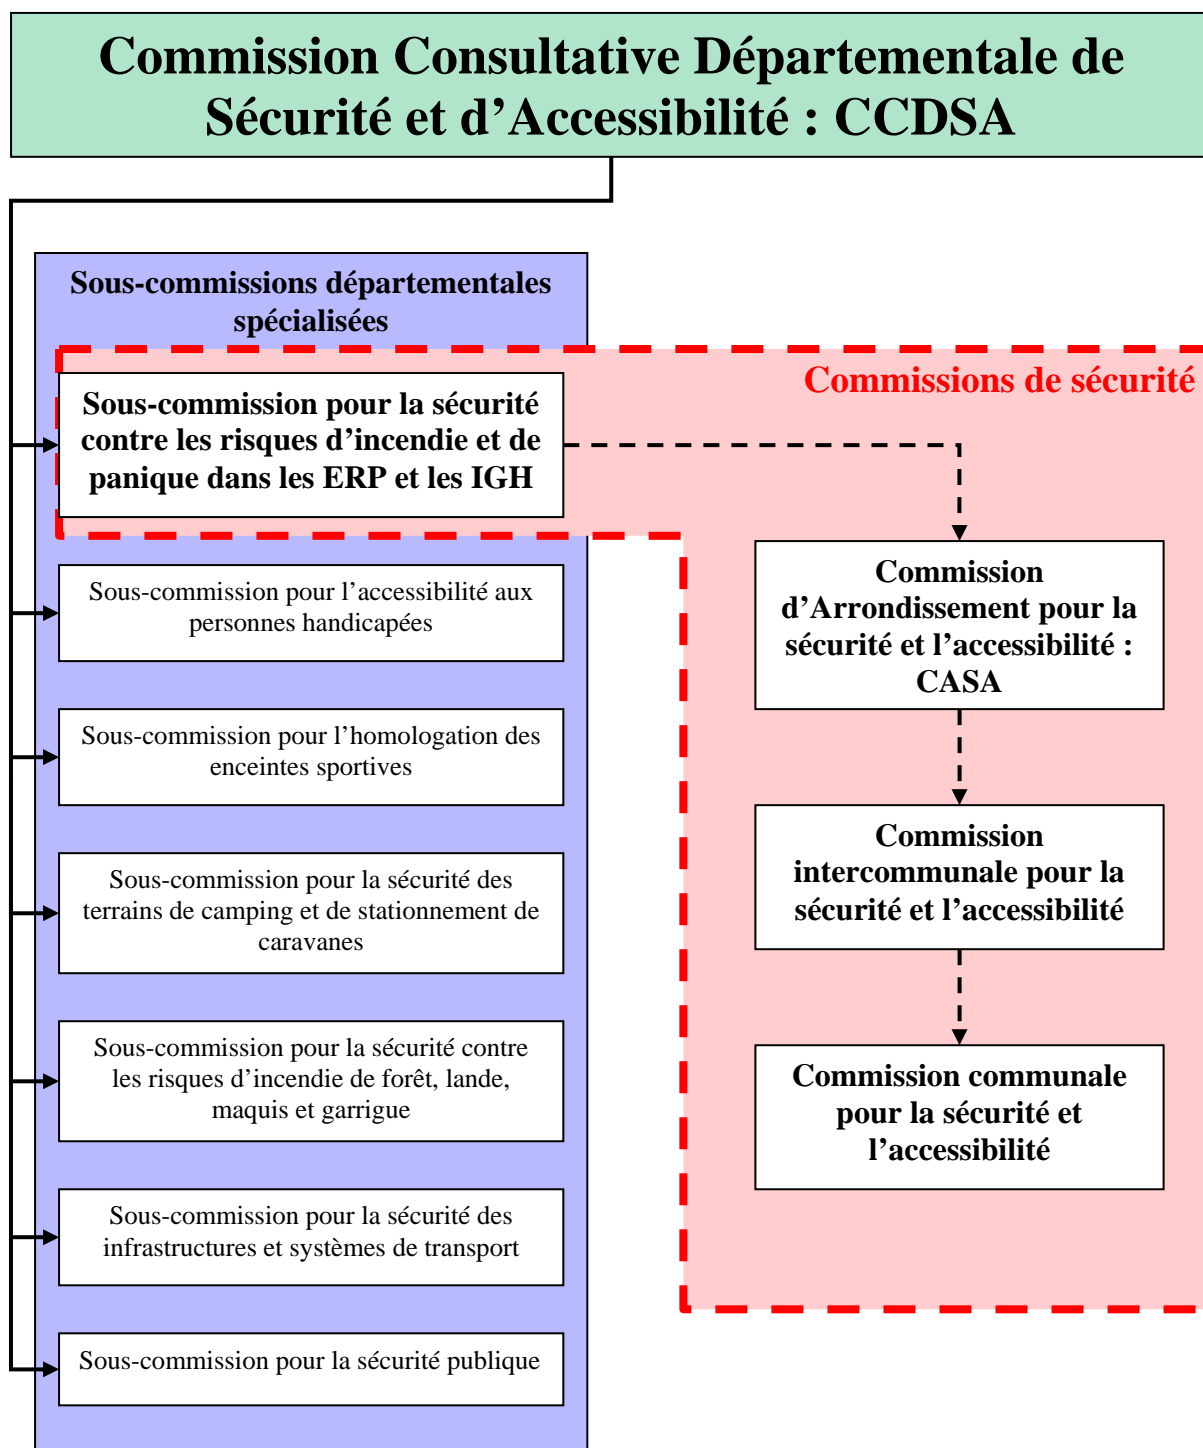 Commission Consultative Départementale de
Sécurité et d’Accessibilité : CCDSA
Sous-commissions départementales
spécialisées
Commissions de sécurité
Sous-commission pour la sécurité
contre les risques d’incendie et de
panique dans les ERP et les IGH
Sous-commission pour l’accessibilité aux
personnes handicapées
Sous-commission pour l’homologation des
enceintes sportives
Sous-commission pour la sécurité des
terrains de camping et de stationnement de
caravanes
Sous-commission pour la sécurité contre
les risques d’incendie de forêt, lande,
maquis et garrigue
Sous-commission pour la sécurité des
infrastructures et systèmes de transport
Sous-commission pour la sécurité publique
Commission
d’Arrondissement pour la
sécurité et l’accessibilité :
CASA
Commission
intercommunale pour la
sécurité et l’accessibilité
Commission communale
pour la sécurité et
l’accessibilité